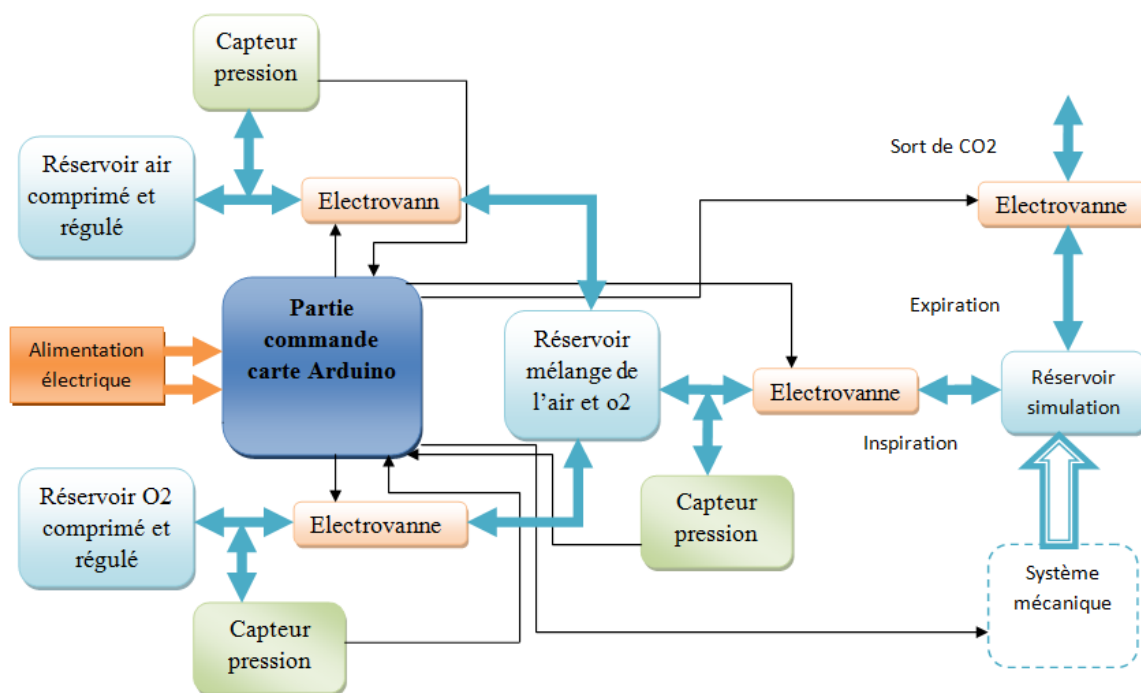 Capteur
pression
Réservoir air
comprimé et
régulé
Electrovann
Sort de CO2
Electrovanne
Partie
commande
carte Arduino
Alimentation
électrique
Réservoir
mélange de
l'air et o2
Electrovanne
Expiration
Réservoir
simulation
Inspiration
Réservoir O2
comprimé et
régulé
Electrovanne
Capteur
pression
Capteur
pression
Système
mécanique